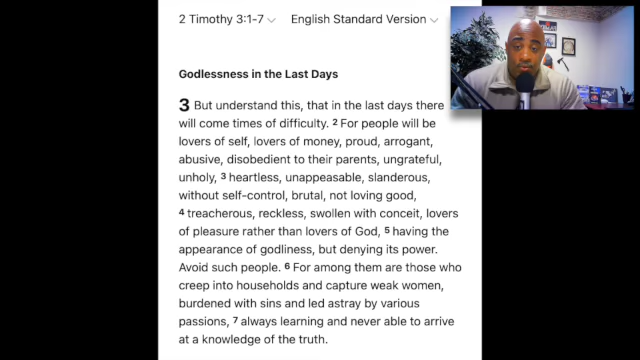 2 Timothy 3:1-7 English Standard Version
Godlessness in the Last Days
3 But understand this, that in the last days there
will come times of difficulty. 2 For people will be
lovers of self, lovers of money, proud, arrogant,
abusive, disobedient to their parents, ungrateful,
unholy, 3 heartless, unappeasable, slanderous,
without self-control, brutal, not loving good,
4 treacherous, reckless, swollen with conceit, lovers
of pleasure rather than lovers of God, 5 having the
appearance of godliness, but denying its power.
Avoid such people. 6 For among them are those who
creep into households and capture weak women,
burdened with sins and led astray by various
passions, 7 always learning and never able to arrive
at a knowledge of the truth.